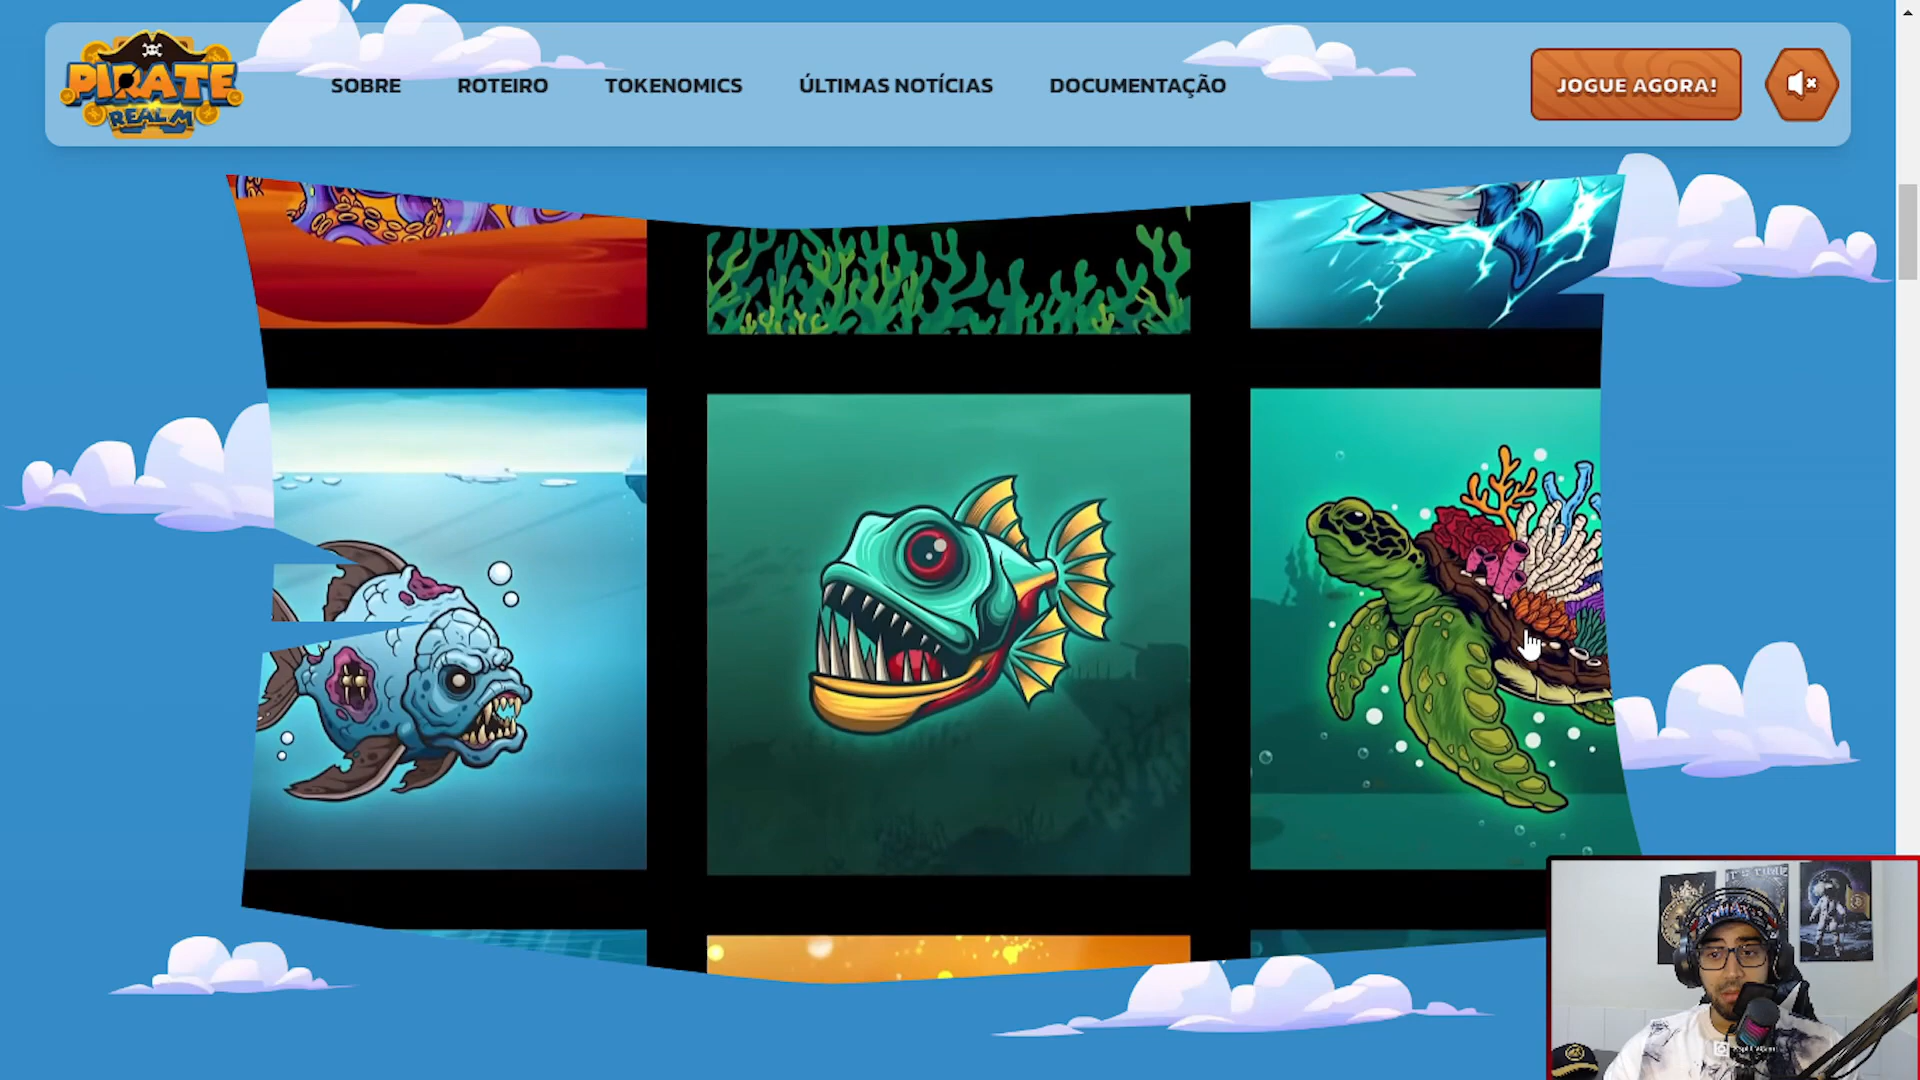 PIRATE
REALM
SOBRE
ROTEIRO
TOKENOMICS
ÚLTIMAS NOTÍCIAS
DOCUMENTAÇÃO
JOGUE AGORA!